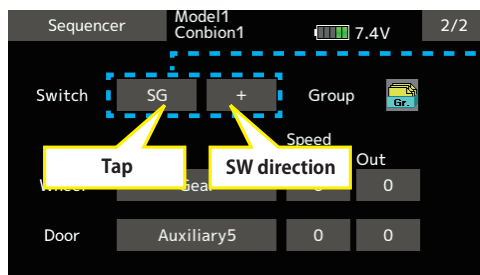 Sequencer
Model1
Conbion1
7.4V
2/2
Switch SG + Group Gr.
Speed
Out
Tap
SW direction
Gear 0 0
Door Auxiliary5 0 0